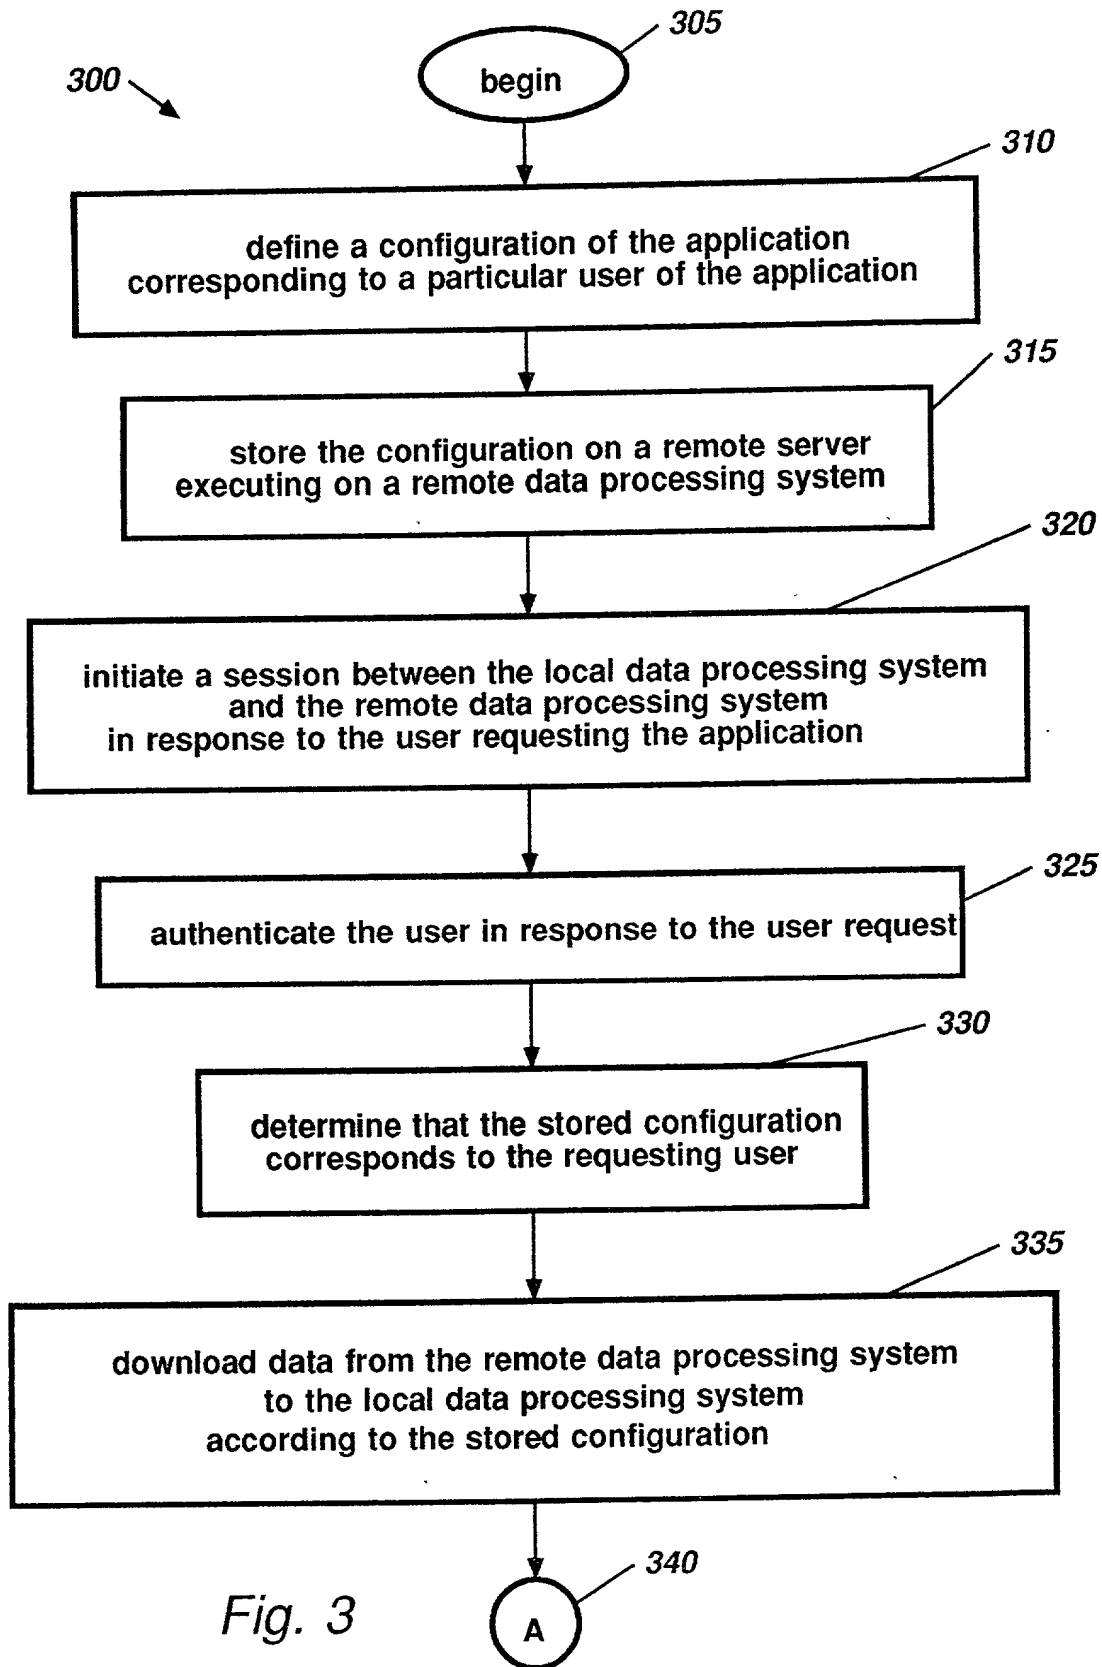 305
begin
300
310
define a configuration of the application
corresponding to a particular user of the application
315
store the configuration on a remote server
executing on a remote data processing system
320
initiate a session between the local data processing system
and the remote data processing system
in response to the user requesting the application
325
authenticate the user in response to the user request
330
determine that the stored configuration
corresponds to the requesting user
335
download data from the remote data processing system
to the local data processing system
according to the stored configuration
340
A
Fig. 3